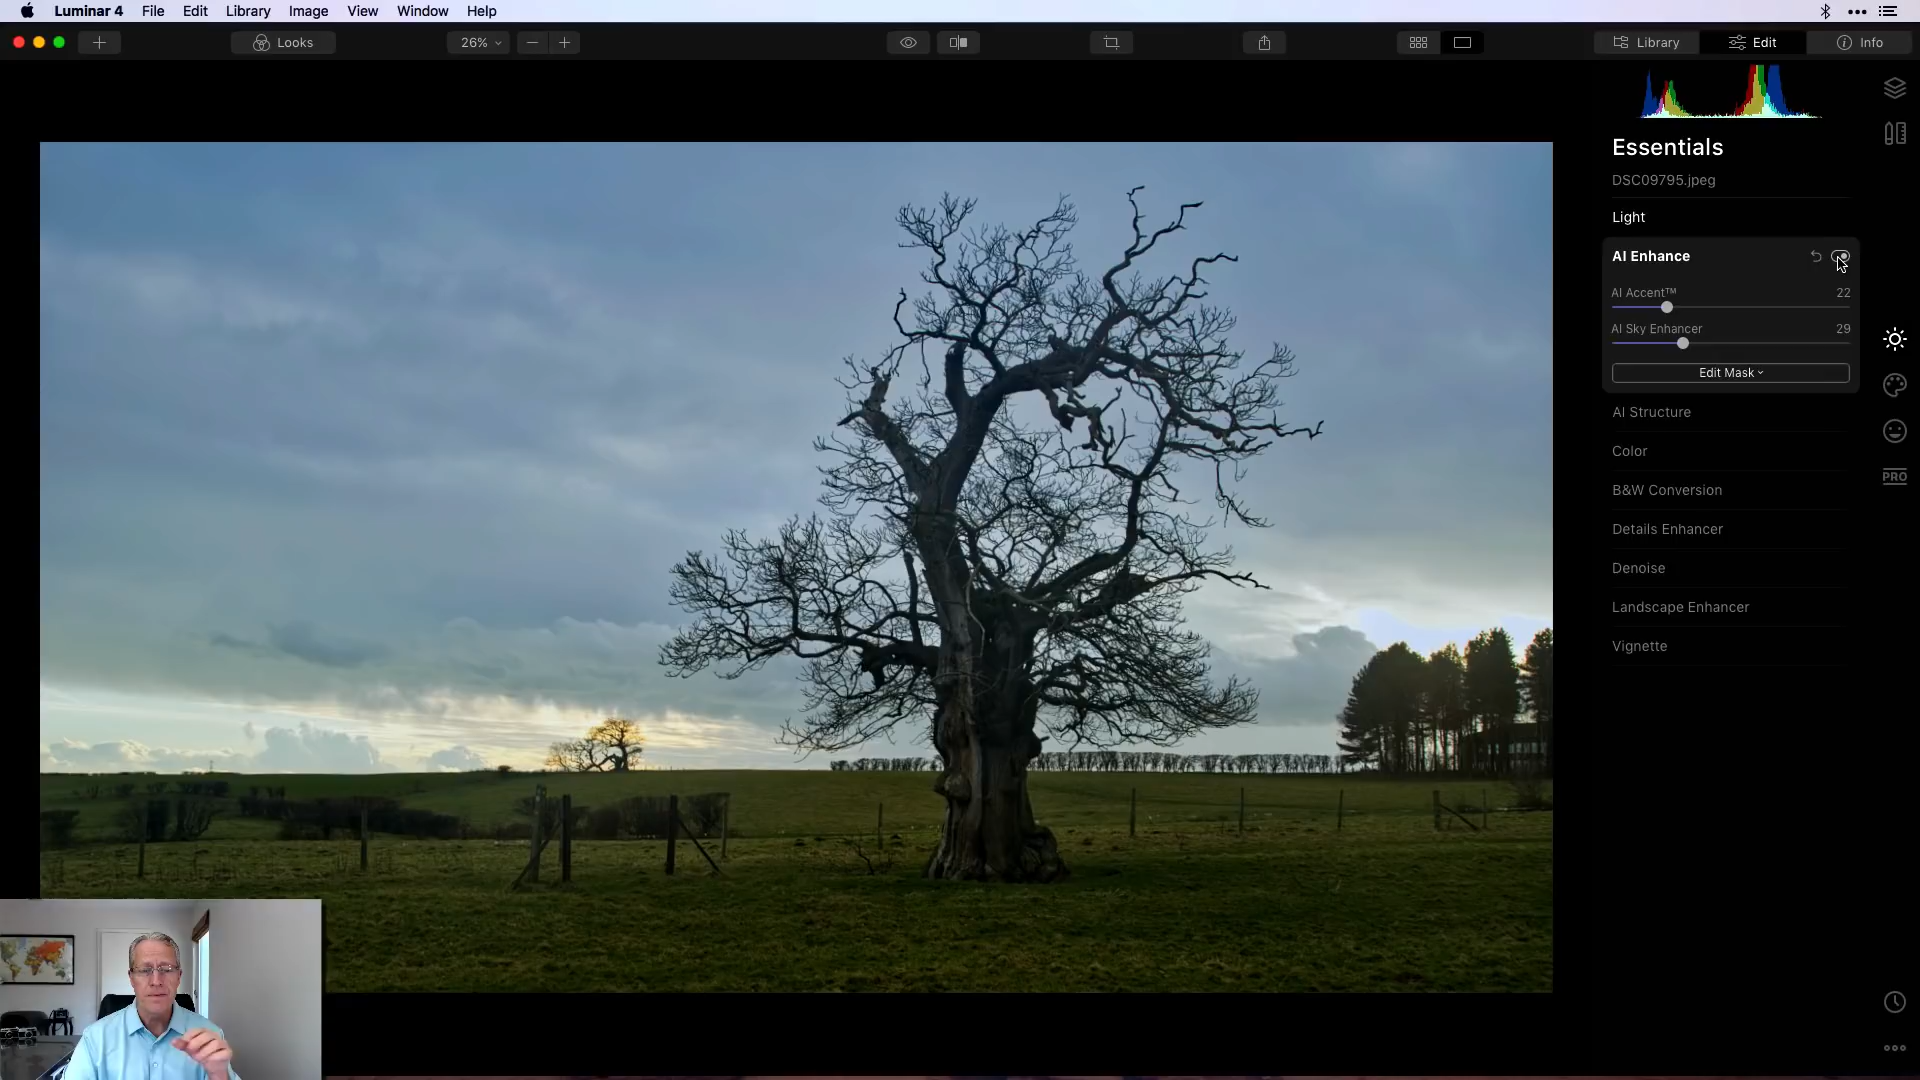 Luminar 4 File Edit Library Image View Window Help
Looks 26% Library Edit Info
Essentials
DSC09795.jpeg
Light
AI Enhance
AI Accent™ 22
AI Sky Enhancer 29
Edit Mask
AI Structure
Color
B&W Conversion
Details Enhancer
Denoise
Landscape Enhancer
Vignette
PRO